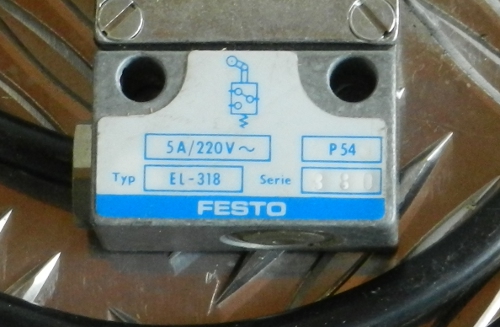 5A/220V~ P54
Typ EL-318 Serie
FESTO